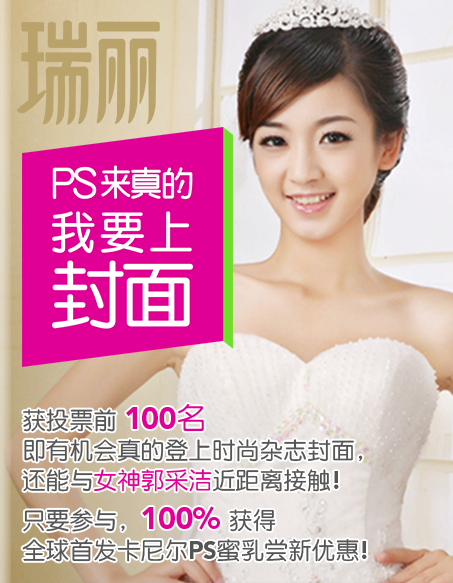 瑞丽
PS来真的
我要上
封面
获投票前 100名
即有机会真的登上时尚杂志封面，
还能与女神郭采洁近距离接触！
只要参与，100% 获得
全球首发卡尼尔PS蜜乳尝新优惠！